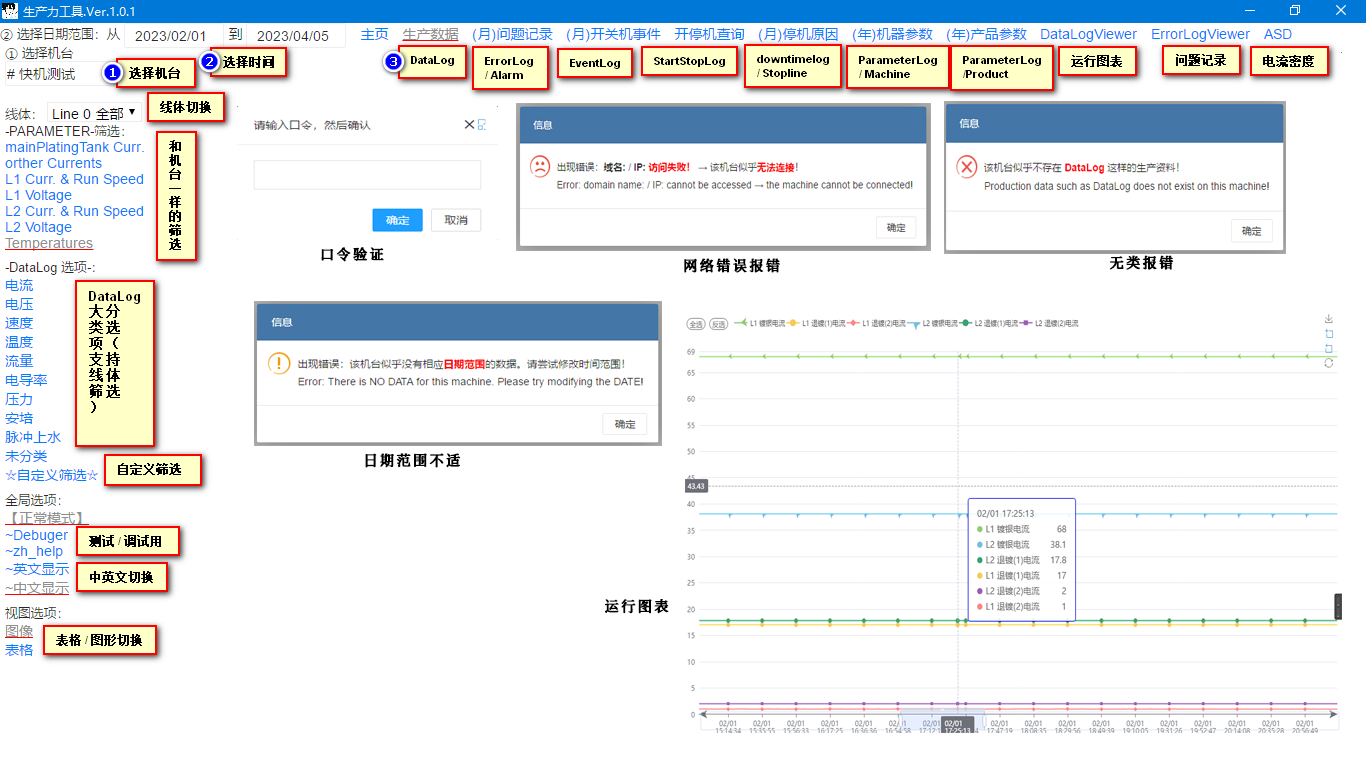 生产力工具.Ver.1.0.1
② 选择日期范围：从 2023/02/01 到 2023/04/05 主页 生产数据 (月)问题记录 (月)开关机事件 开停机查询 (月)停机原因 (年)机器参数 (年)产品参数 DataLogViewer ErrorLogViewer ASD
① 选择机台
# 快机测试
1 选择机台
2 选择时间
3 DataLog
ErrorLog
/ Alarm
EventLog
StartStopLog
downtimelog
/ Stopline
ParameterLog
/ Machine
ParameterLog
/Product
运行图表
问题记录
电流密度
线体： Line 0 全部
线体切换
-PARAMETER-筛选：
mainPlatingTank Curr.
orther Currents
L1 Curr. & Run Speed
L1 Voltage
L2 Curr. & Run Speed
L2 Voltage
Temperatures
和机台一样的筛选
-DataLog 选项-:
电流
电压
速度
温度
流量
电导率
压力
安培
脉冲上水
未分类
☆自定义筛选☆
DataLog
大分
类选
项（
支持
线体
筛选
）
自定义筛选
全局选项：
【正常模式】
~Debuger
~zh_help
~英文显示
~中文显示
测试 / 调试用
中英文切换
视图选项：
图像
表格
表格 / 图形切换
请输入口令，然后确认
确定 取消
口令验证
信息
出现错误：域名: / IP: 访问失败！ → 该机台似乎无法连接！
Error: domain name: / IP: cannot be accessed → the machine cannot be connected!
确定
网络错误报错
信息
该机台似乎不存在 DataLog 这样的生产资料！
Production data such as DataLog does not exist on this machine!
确定
无类报错
信息
出现错误：该机台似乎没有相应日期范围的数据。请尝试修改时间范围！
Error: There is NO DATA for this machine. Please try modifying the DATE!
确定
日期范围不适
全选 反选 L1 镀银电流 L1 退镀(1)电流 L1 退镀(2)电流 L2 镀银电流 L2 退镀(1)电流 L2 退镀(2)电流
69
65
60
55
50
45
43.43
40
35
30
25
20
15
10
5
0
02/01 17:25:13
L1 镀银电流 68
L2 镀银电流 38.1
L2 退镀(1)电流 17.8
L1 退镀(1)电流 17
L2 退镀(2)电流 2
L1 退镀(2)电流 1
运行图表
02/01 02/01 02/01 02/01 02/01 02/01 02/01 02/01 02/01 02/01 02/01 02/01 02/01 02/01 02/01 02/01 02/01
15:14:34 15:35:55 15:56:33 16:17:25 16:36:36 16:54:58 17:12:1 17:25:13 17:47:19 18:08:35 18:29:56 18:49:39 19:10:05 19:31:26 19:52:47 20:14:08 20:35:28 20:56:49